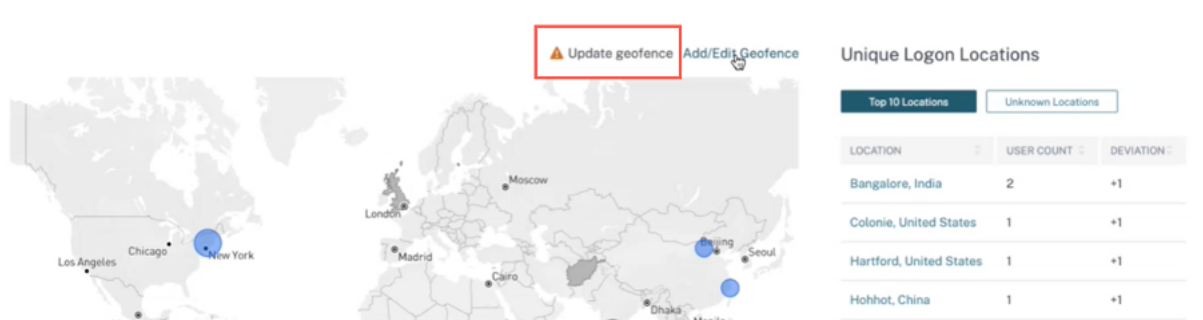 Update geofence
Add/Edit Geofence
Unique Logon Locations
Top 10 Locations
Unknown Locations
LOCATION USER COUNT DEVIATION
Bangalore, India 2 +1
Colonie, United States 1 +1
Hartford, United States 1 +1
Hohhot, China 1 +1
Moscow
London
Chicago
New York
Los Angeles
Madrid
Beijing
Seoul
Cairo
Dhaka